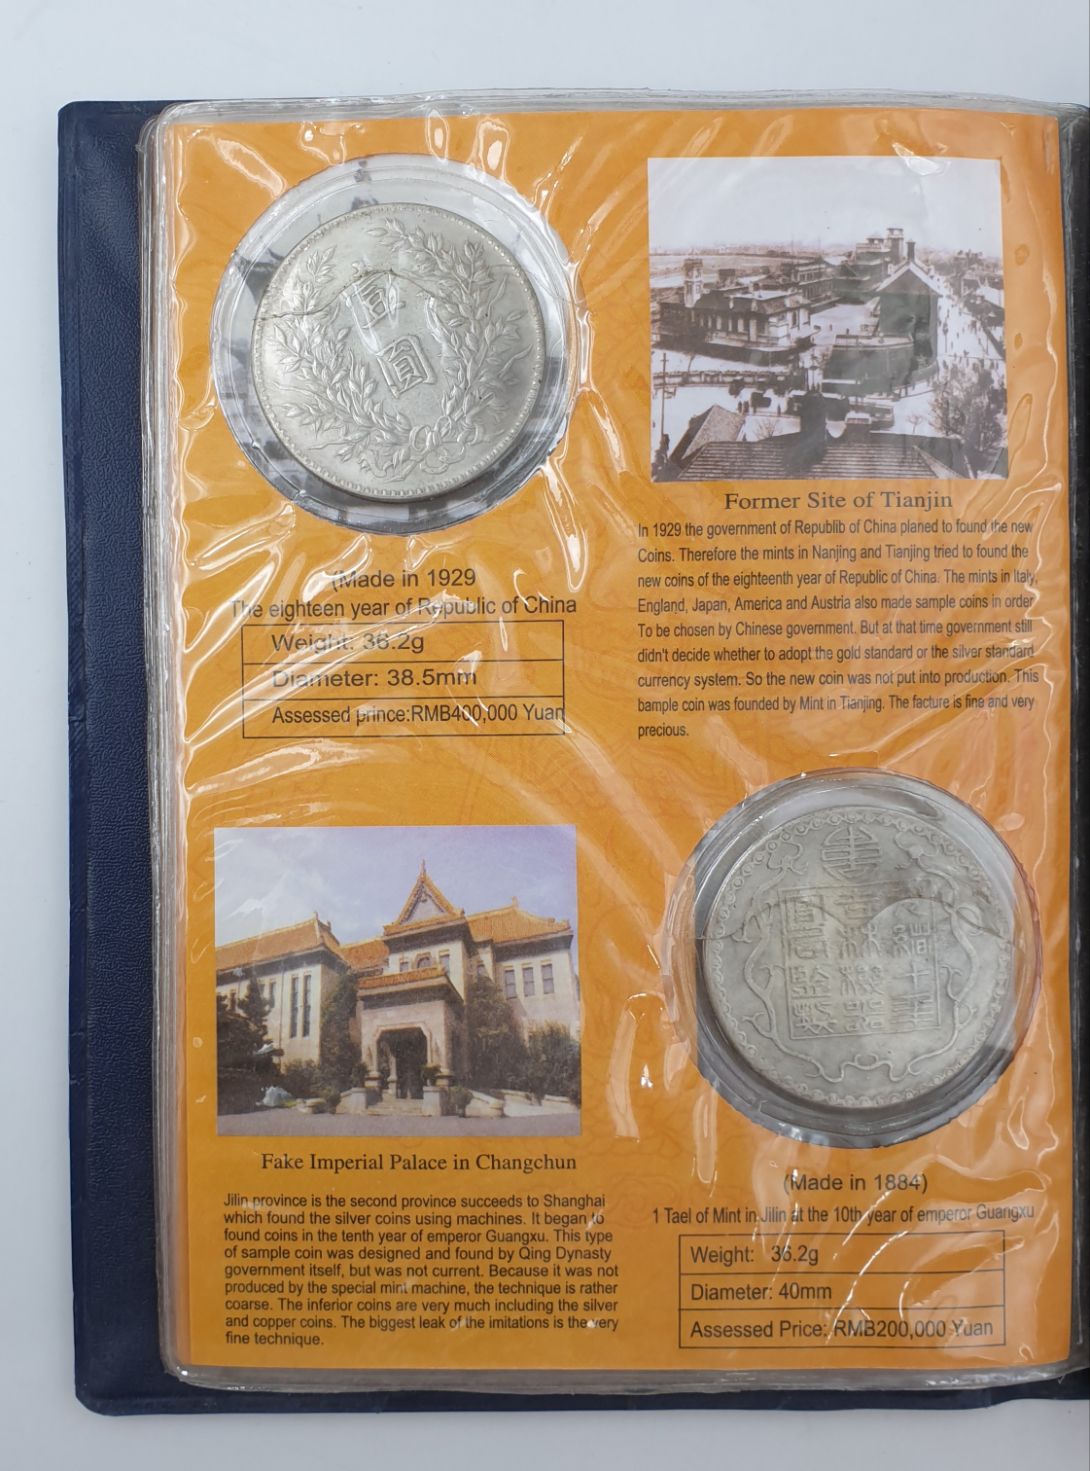 壹
圓
Former Site of Tianjin
In 1929 the government of Republib of China planed to found the new
Coins. Therefore the mints in Nanjing and Tianjing tried to found the
new coins of the eighteenth year of Republic of China. The mints in Italy,
England, Japan, America and Austria also made sample coins in order
To be chosen by Chinese government. But at that time government still
didn't decide whether to adopt the gold standard or the silver standard
currency system. So the new coin was not put into production. This
bample coin was founded by Mint in Tianjing. The facture is fine and very
precious.
(Made in 1929
The eighteen year of Republic of China
Weight: 36.2g
Diameter: 38.5mm
Assessed prince:RMB400,000 Yuan
Fake Imperial Palace in Changchun
Jilin province is the second province succeeds to Shanghai
which found the silver coins using machines. It began to
found coins in the tenth year of emperor Guangxu. This type
of sample coin was designed and found by Qing Dynasty
government itself, but was not current. Because it was not
produced by the special mint machine, the technique is rather
coarse. The inferior coins are very much including the silver
and copper coins. The biggest leak of the imitations is the very
fine technique.
(Made in 1884)
1 Tael of Mint in Jilin at the 10th year of emperor Guangxu
Weight: 36.2g
Diameter: 40mm
Assessed Price: RMB200,000 Yuan